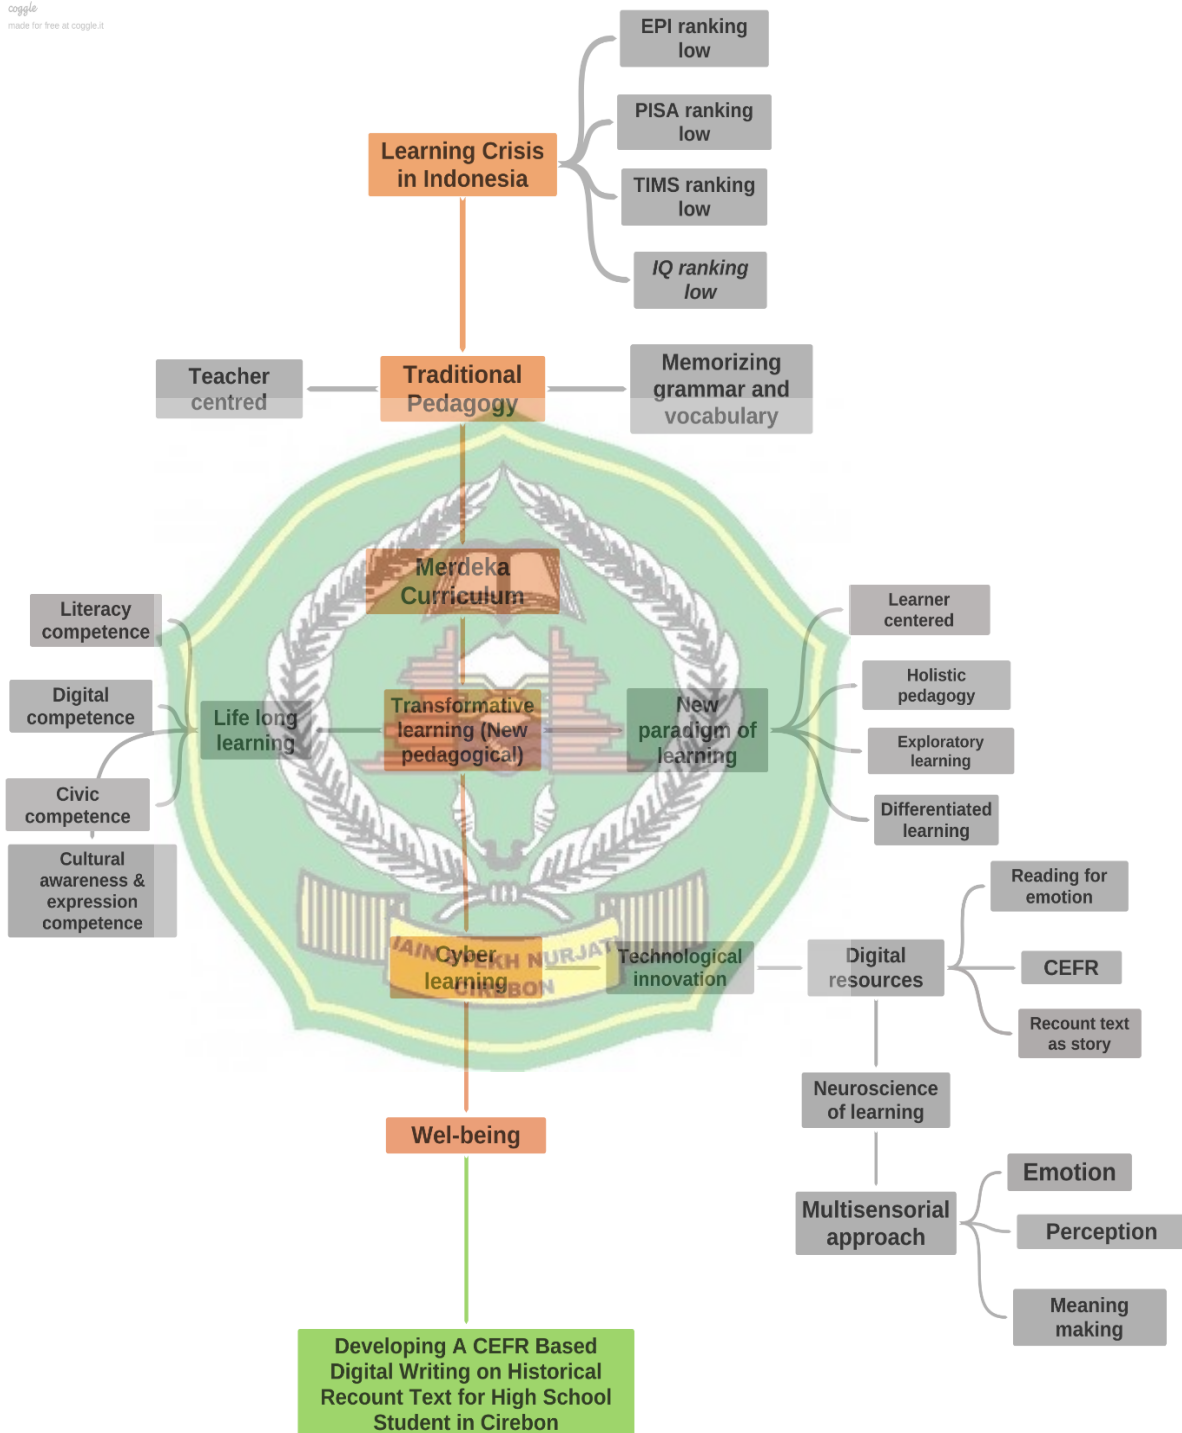 coggle
made for free at coggle.it
EPI ranking
low
PISA ranking
low
Learning Crisis
in Indonesia
TIMS ranking
low
IQ ranking
low
Teacher
centred
Traditional
Pedagogy
Memorizing
grammar and
vocabulary
Merdeka
Curriculum
Literacy
competence
Digital
competence
Civic
competence
Cultural
awareness &
expression
competence
Life long
learning
Transformative
learning (New
pedagogical)
New
paradigm of
learning
Learner
centered
Holistic
pedagogy
Exploratory
learning
Differentiated
learning
Cyber
learning
IAIN SYEKH NURJATI
CIREBON
Technological
innovation
Digital
resources
Reading for
emotion
CEFR
Recount text
as story
Neuroscience
of learning
Multisensorial
approach
Emotion
Perception
Meaning
making
Wel-being
Developing A CEFR Based
Digital Writing on Historical
Recount Text for High School
Student in Cirebon